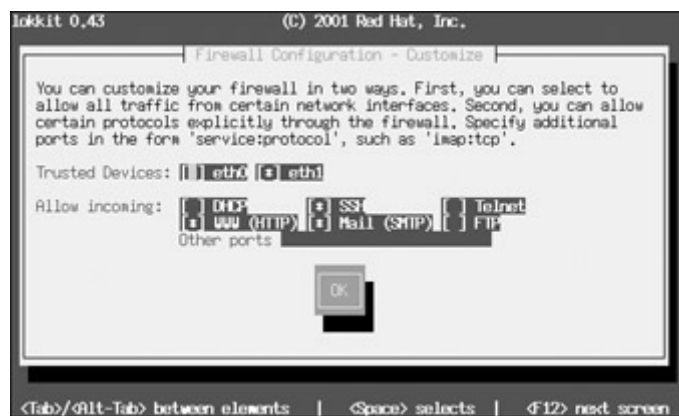 lokkit 0.43 (C) 2001 Red Hat, Inc.
Firewall Configuration - Customize
You can customize your firewall in two ways. First, you can select to
allow all traffic from certain network interfaces. Second, you can allow
certain protocols explicitly through the firewall. Specify additional
ports in the form 'service:protocol', such as 'imap:tcp'.
Trusted Devices: [ ] eth0 [*] eth1
Allow incoming: [ ] DHCP [*] SSH [ ] Telnet
[*] WWW (HTTP) [*] Mail (SMTP) [ ] FTP
Other ports
OK
<Tab>/<Alt-Tab> between elements | <Space> selects | <F12> next screen